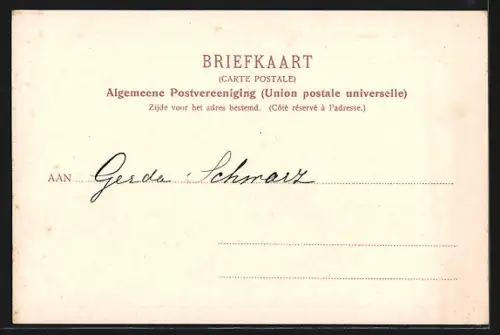 BRIEFKAART
(CARTE POSTALE)
Algemeene Postvereeniging (Union postale universelle)
Zijde voor het adres bestemd. (Côté réservé à l'adresse.)
AAN Gerda Schwarz